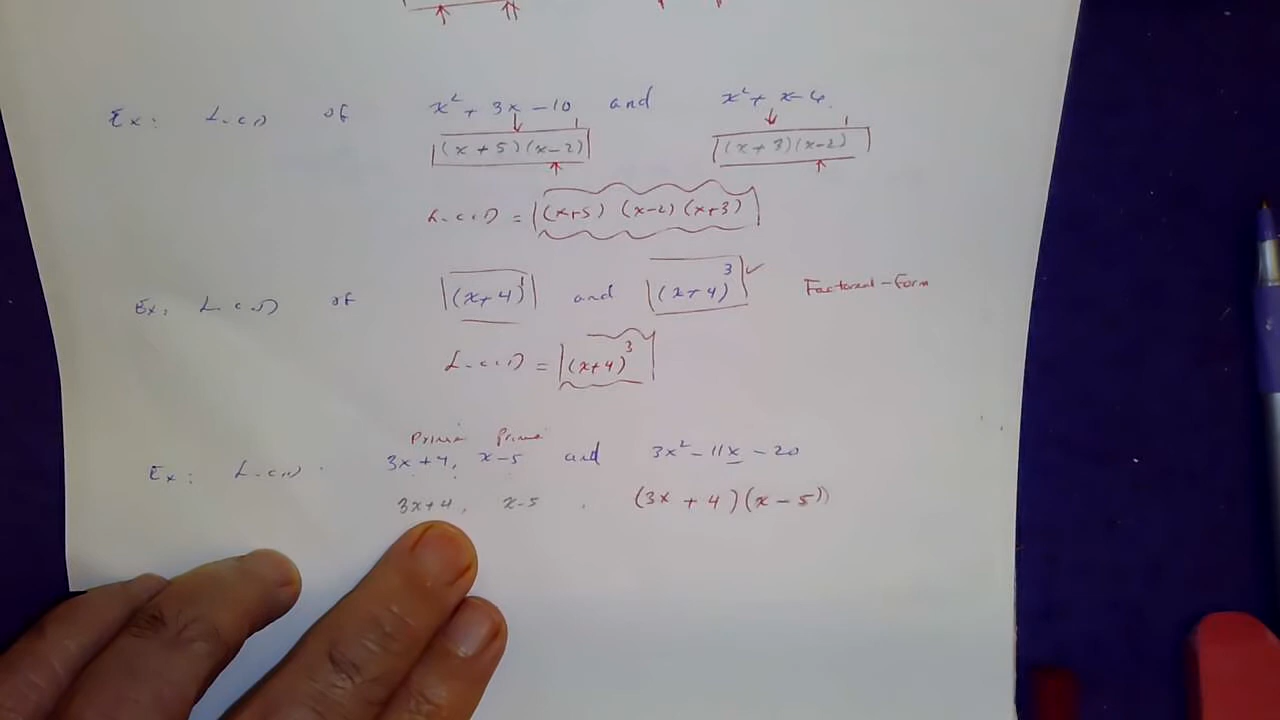 Ex: L.C.D of x² + 3x - 10 and x² + x - 6.
(x + 5)(x - 2) (x + 3)(x - 2)
L.C.D = (x+5) (x-2) (x+3)
Ex: L.C.D of (x+4)¹ and (x+4)³ ✓ Factored-Form
L.C.D = (x+4)³
Prime Prime
Ex: L.C.D. 3x+4, x-5 and 3x² - 11x - 20
3x+4, x-5 , (3x + 4)(x - 5)